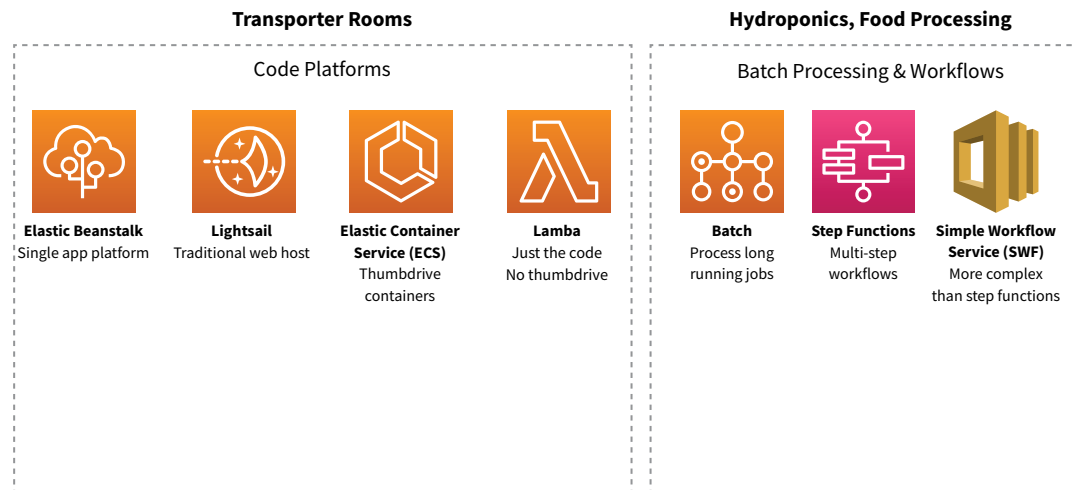 Transporter Rooms
Code Platforms
Elastic Beanstalk
Single app platform
Lightsail
Traditional web host
Elastic Container
Service (ECS)
Thumbdrive
containers
Lamba
Just the code
No thumbdrive
Hydroponics, Food Processing
Batch Processing & Workflows
Batch
Process long
running jobs
Step Functions
Multi-step
workflows
Simple Workflow
Service (SWF)
More complex
than step functions